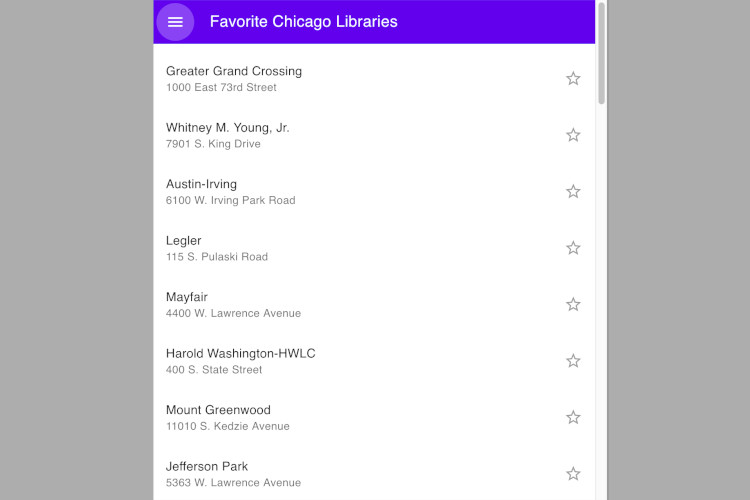 Favorite Chicago Libraries
Greater Grand Crossing
1000 East 73rd Street
Whitney M. Young, Jr.
7901 S. King Drive
Austin-Irving
6100 W. Irving Park Road
Legler
115 S. Pulaski Road
Mayfair
4400 W. Lawrence Avenue
Harold Washington-HWLC
400 S. State Street
Mount Greenwood
11010 S. Kedzie Avenue
Jefferson Park
5363 W. Lawrence Avenue